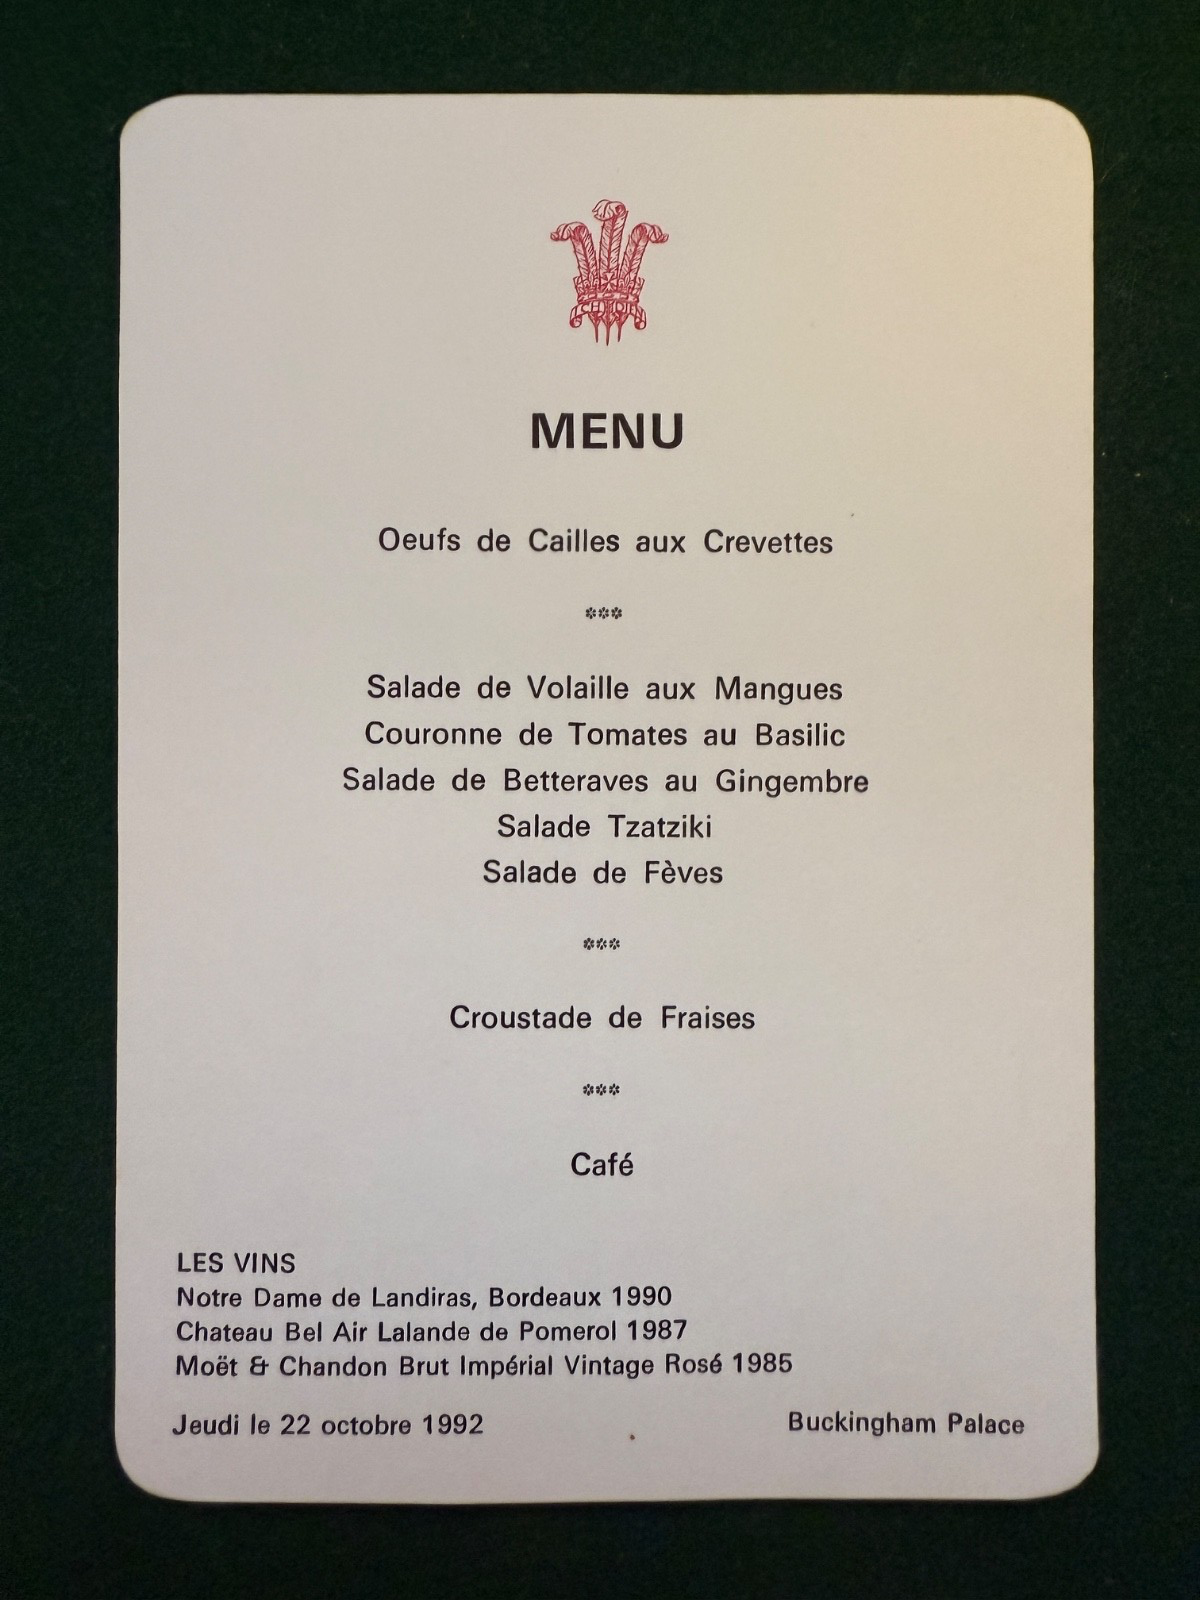 ICH DIEN
MENU
Oeufs de Cailles aux Crevettes
***
Salade de Volaille aux Mangues
Couronne de Tomates au Basilic
Salade de Betteraves au Gingembre
Salade Tzatziki
Salade de Fèves
***
Croustade de Fraises
***
Café
LES VINS
Notre Dame de Landiras, Bordeaux 1990
Chateau Bel Air Lalande de Pomerol 1987
Moët & Chandon Brut Impérial Vintage Rosé 1985
Jeudi le 22 octobre 1992
Buckingham Palace